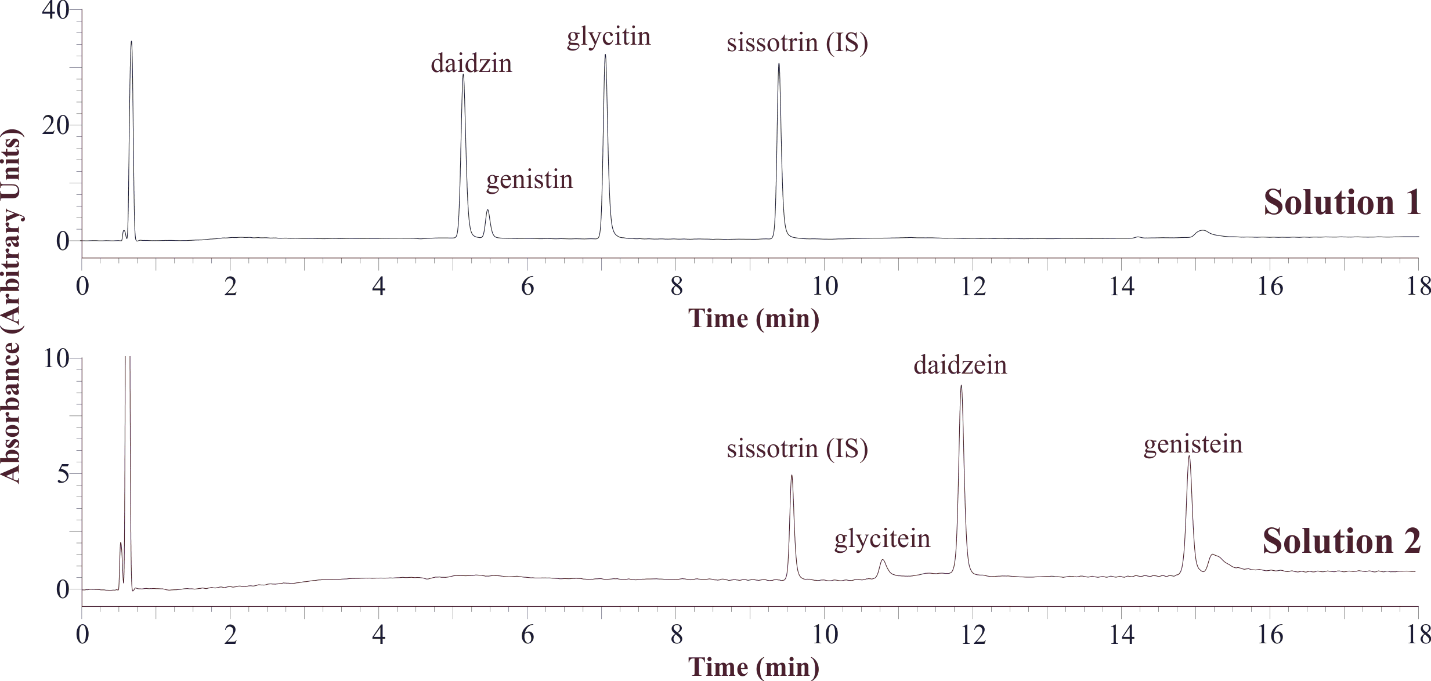 Absorbance (Arbitrary Units)
40
20
0
daidzin
genistin
glycitin
sissotrin (IS)
Solution 1
0 2 4 6 8 10 12 14 16 18
Time (min)
10
5
0
sissotrin (IS)
glycitein
daidzein
genistein
Solution 2
0 2 4 6 8 10 12 14 16 18
Time (min)